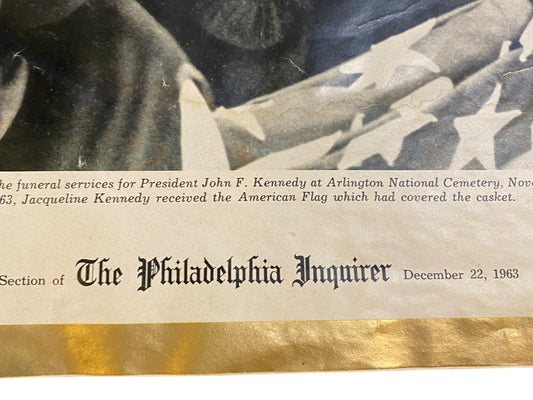 he funeral services for President John F. Kennedy at Arlington National Cemetery, Nove
63, Jacqueline Kennedy received the American Flag which had covered the casket.
Section of The Philadelphia Inquirer December 22, 1963